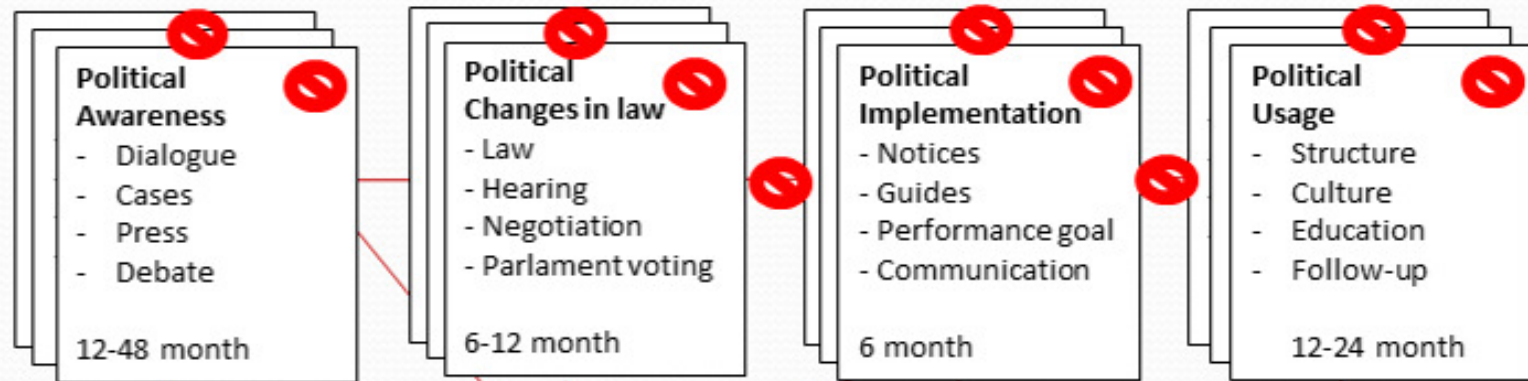 Political
Awareness
- Dialogue
- Cases
- Press
- Debate
12-48 month
Political
Changes in law
- Law
- Hearing
- Negotiation
- Parlament voting
6-12 month
Political
Implementation
- Notices
- Guides
- Performance goal
- Communication
6 month
Political
Usage
- Structure
- Culture
- Education
- Follow-up
12-24 month